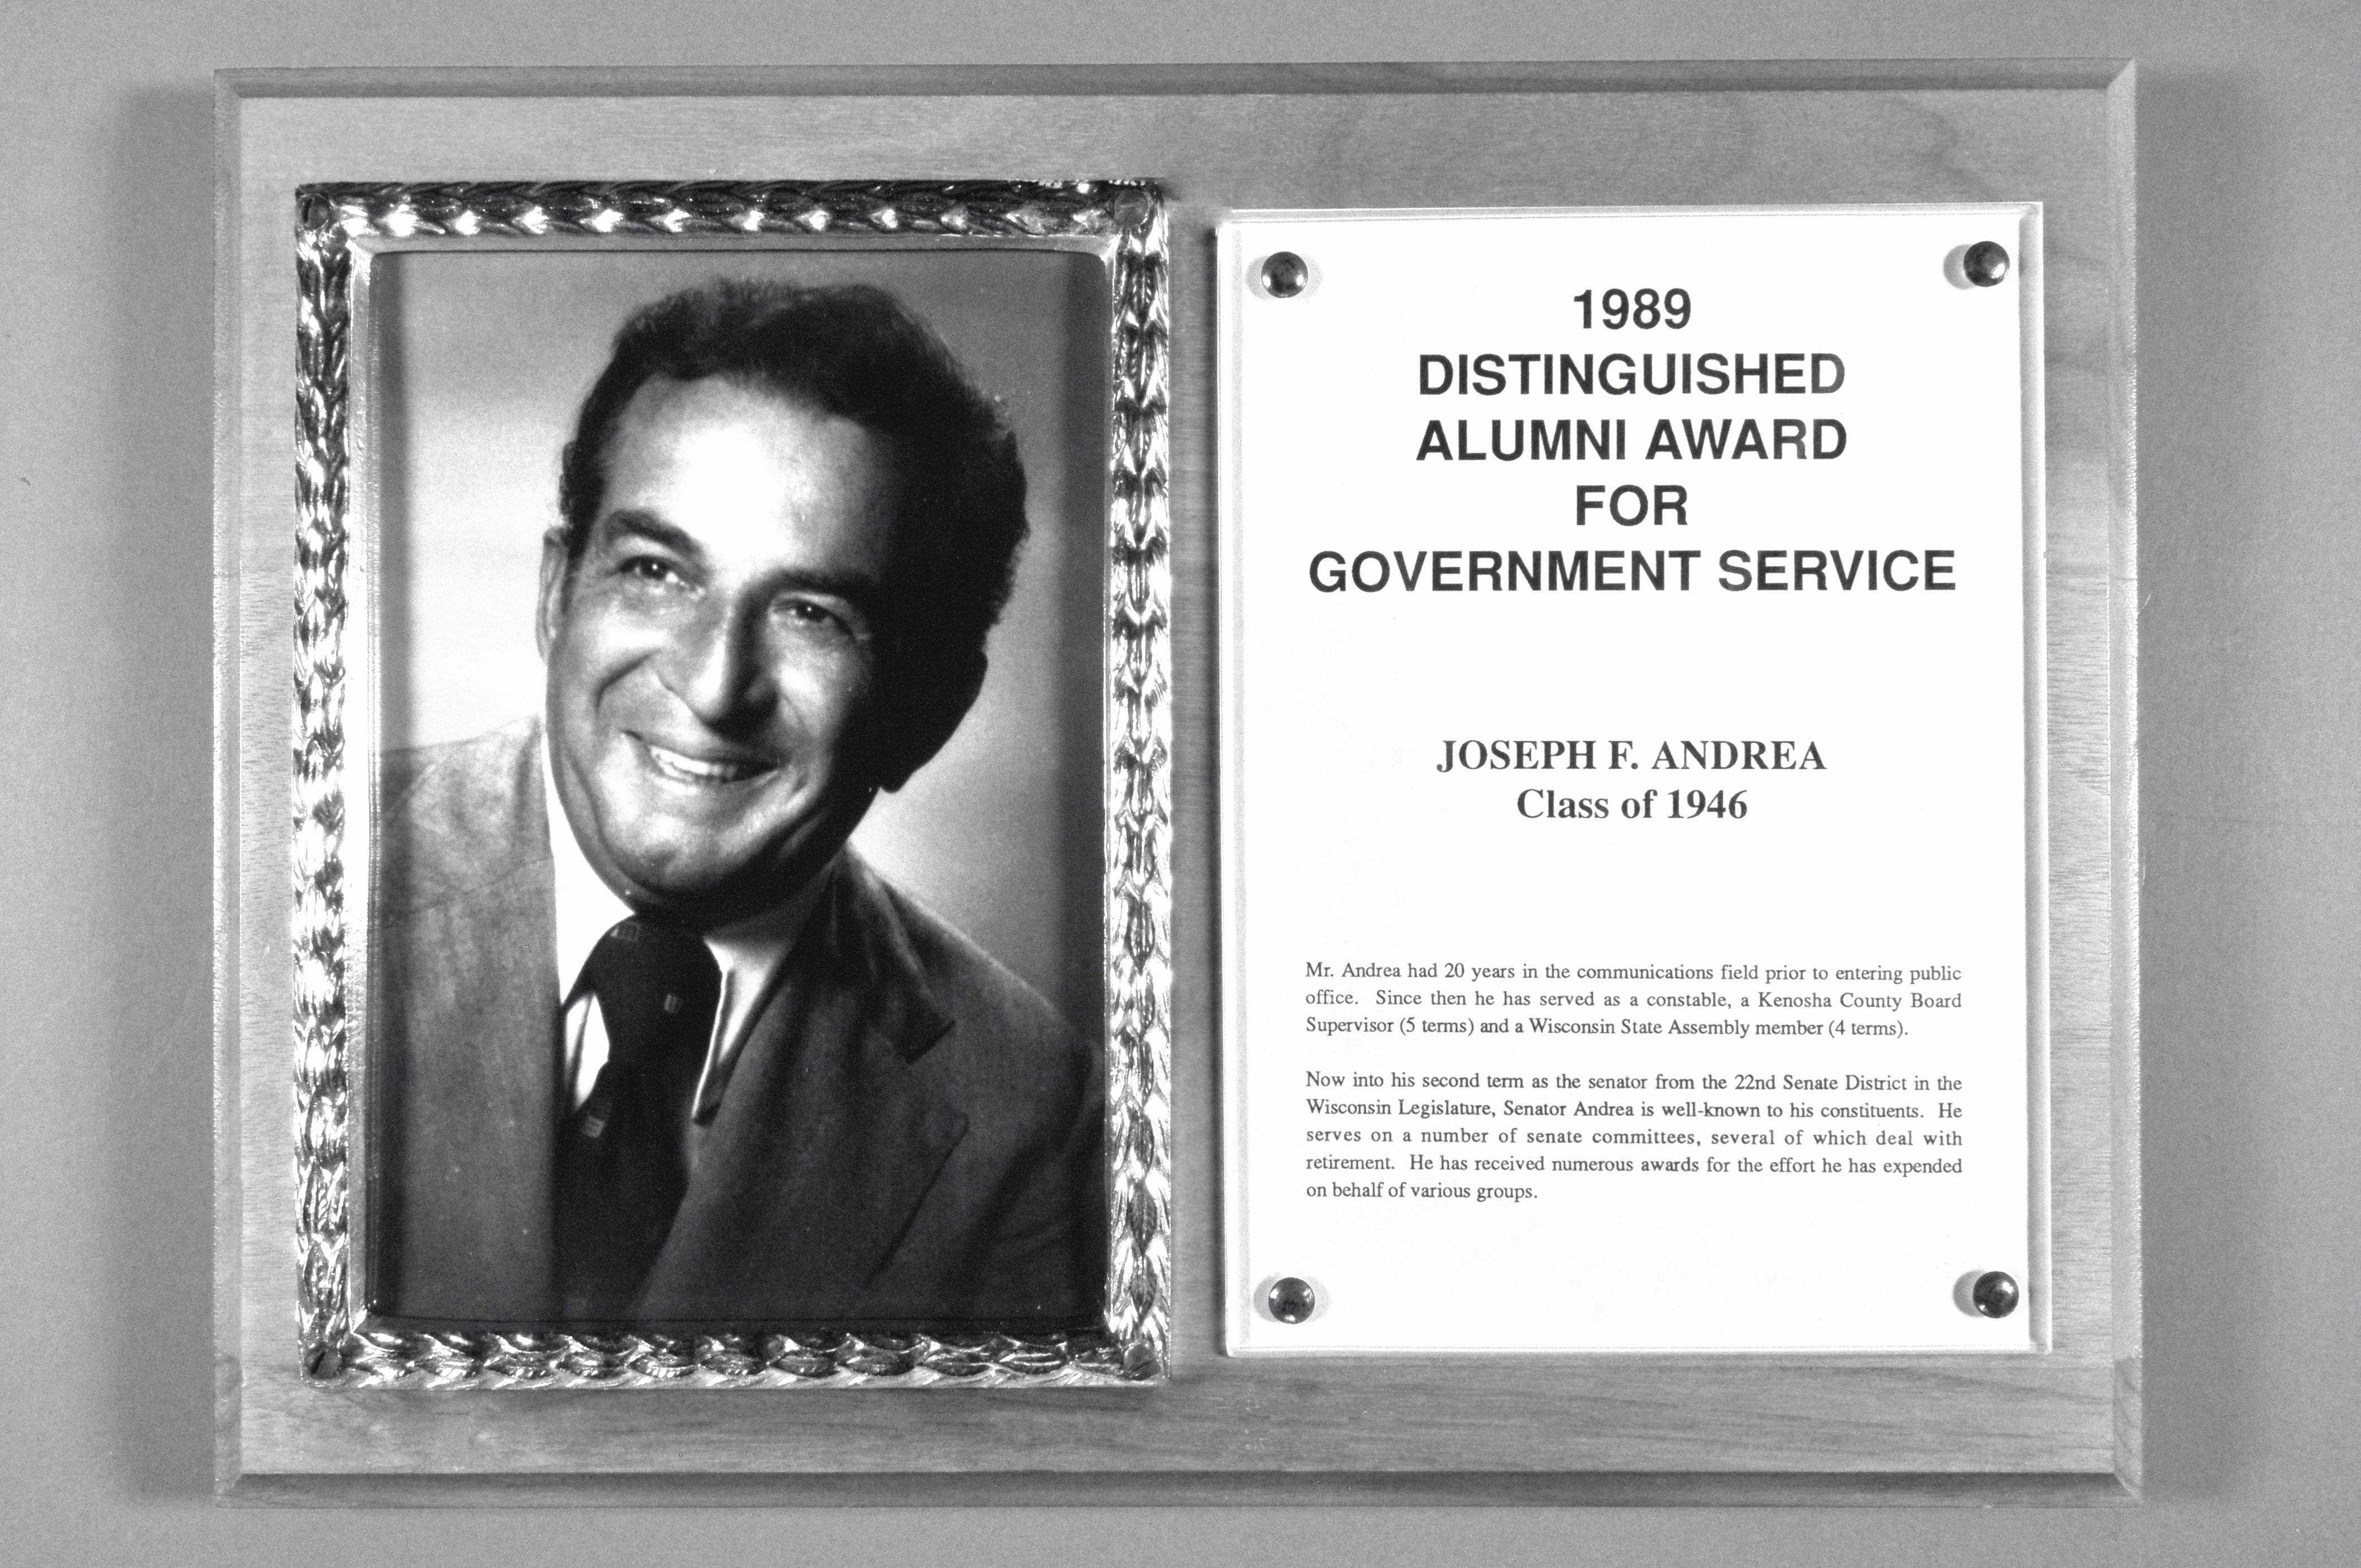 1989
DISTINGUISHED
ALUMNI AWARD
FOR
GOVERNMENT SERVICE
JOSEPH F. ANDREA
Class of 1946
Mr. Andrea had 20 years in the communications field prior to entering public
office. Since then he has served as a constable, a Kenosha County Board
Supervisor (5 terms) and a Wisconsin State Assembly member (4 terms).
Now into his second term as the senator from the 22nd Senate District in the
Wisconsin Legislature, Senator Andrea is well-known to his constituents. He
serves on a number of senate committees, several of which deal with
retirement. He has received numerous awards for the effort he has expended
on behalf of various groups.